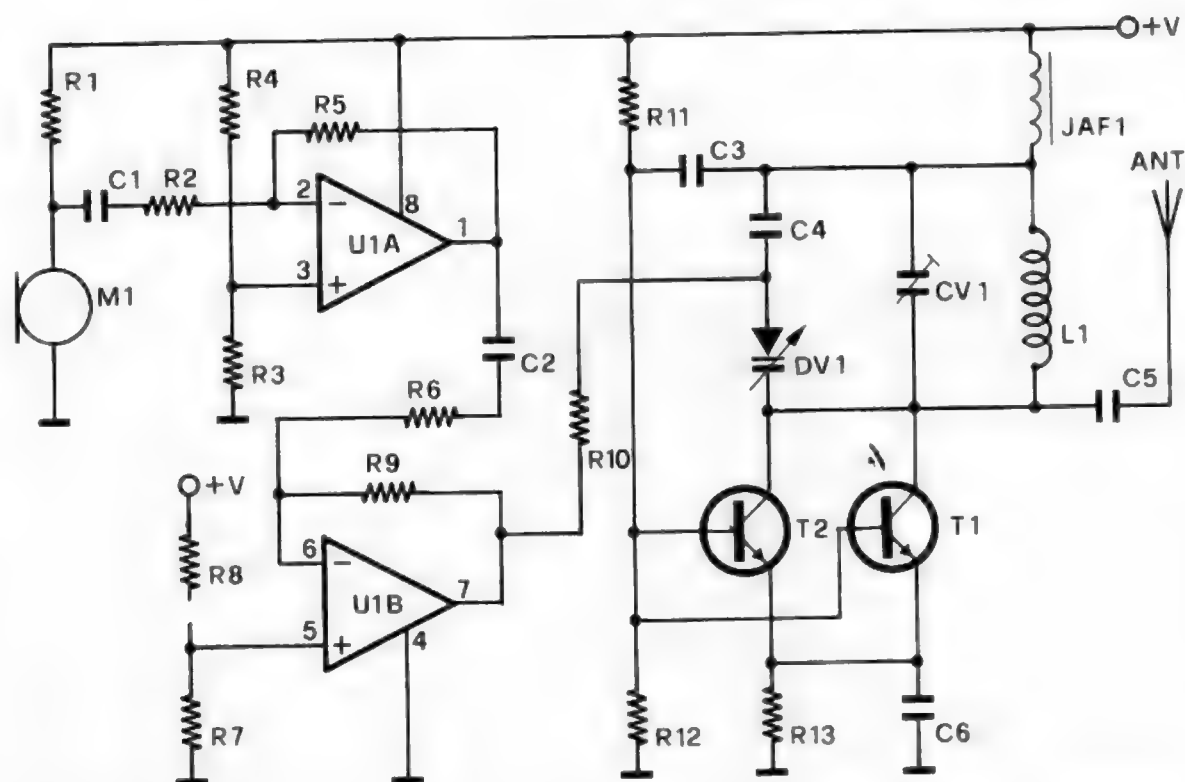 +V
R1
R4
R5
R11
JAF1
C3
ANT
C1
R2
2
−
8
1
U1A
C4
3
+
M1
CV1
L1
R3
C2
DV1
C5
R6
R10
R9
+V
T2
T1
R8
6
−
7
U1B
5
+
4
R7
R12
R13
C6